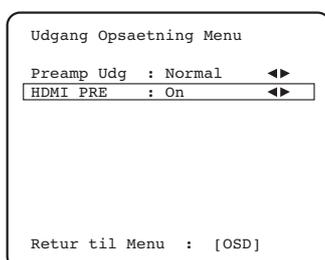 Udgang Opsaetning Menu
Preamp Udg : Normal ◄►
HDMI PRE : On ◄►
Retur til Menu : [OSD]